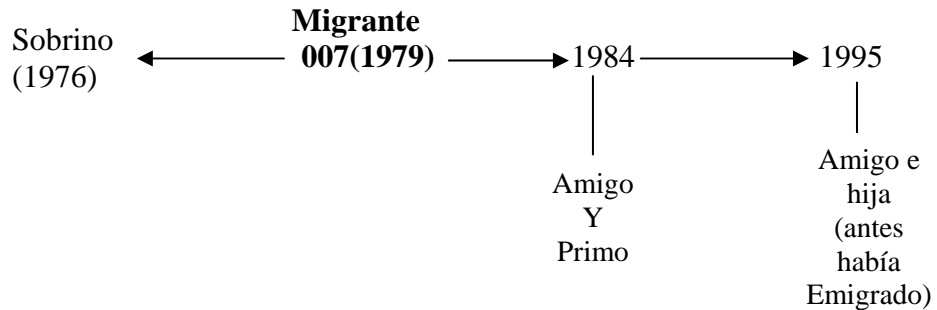 Sobrino
(1976)
Migrante
007(1979)
1984
1995
Amigo
Y
Primo
Amigo e
hija
(antes
había
Emigrado)